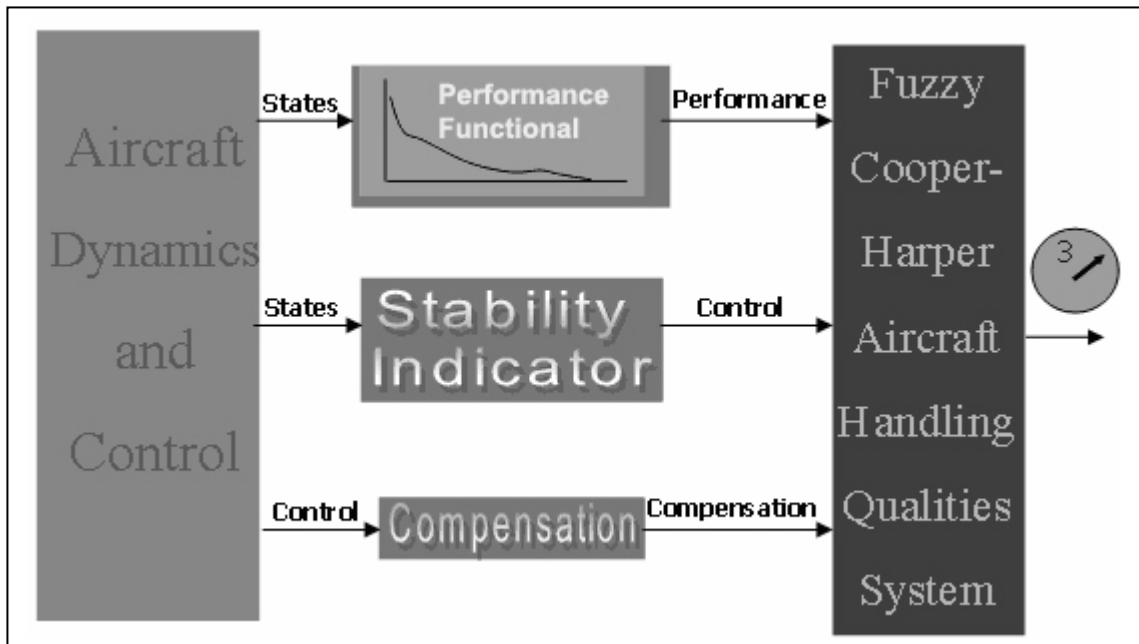 Aircraft
Dynamics
and
Control
States
Performance
Functional
Performance
States
Stability
Indicator
Control
Control
Compensation
Compensation
Fuzzy
Cooper-
Harper
Aircraft
Handling
Qualities
System
3